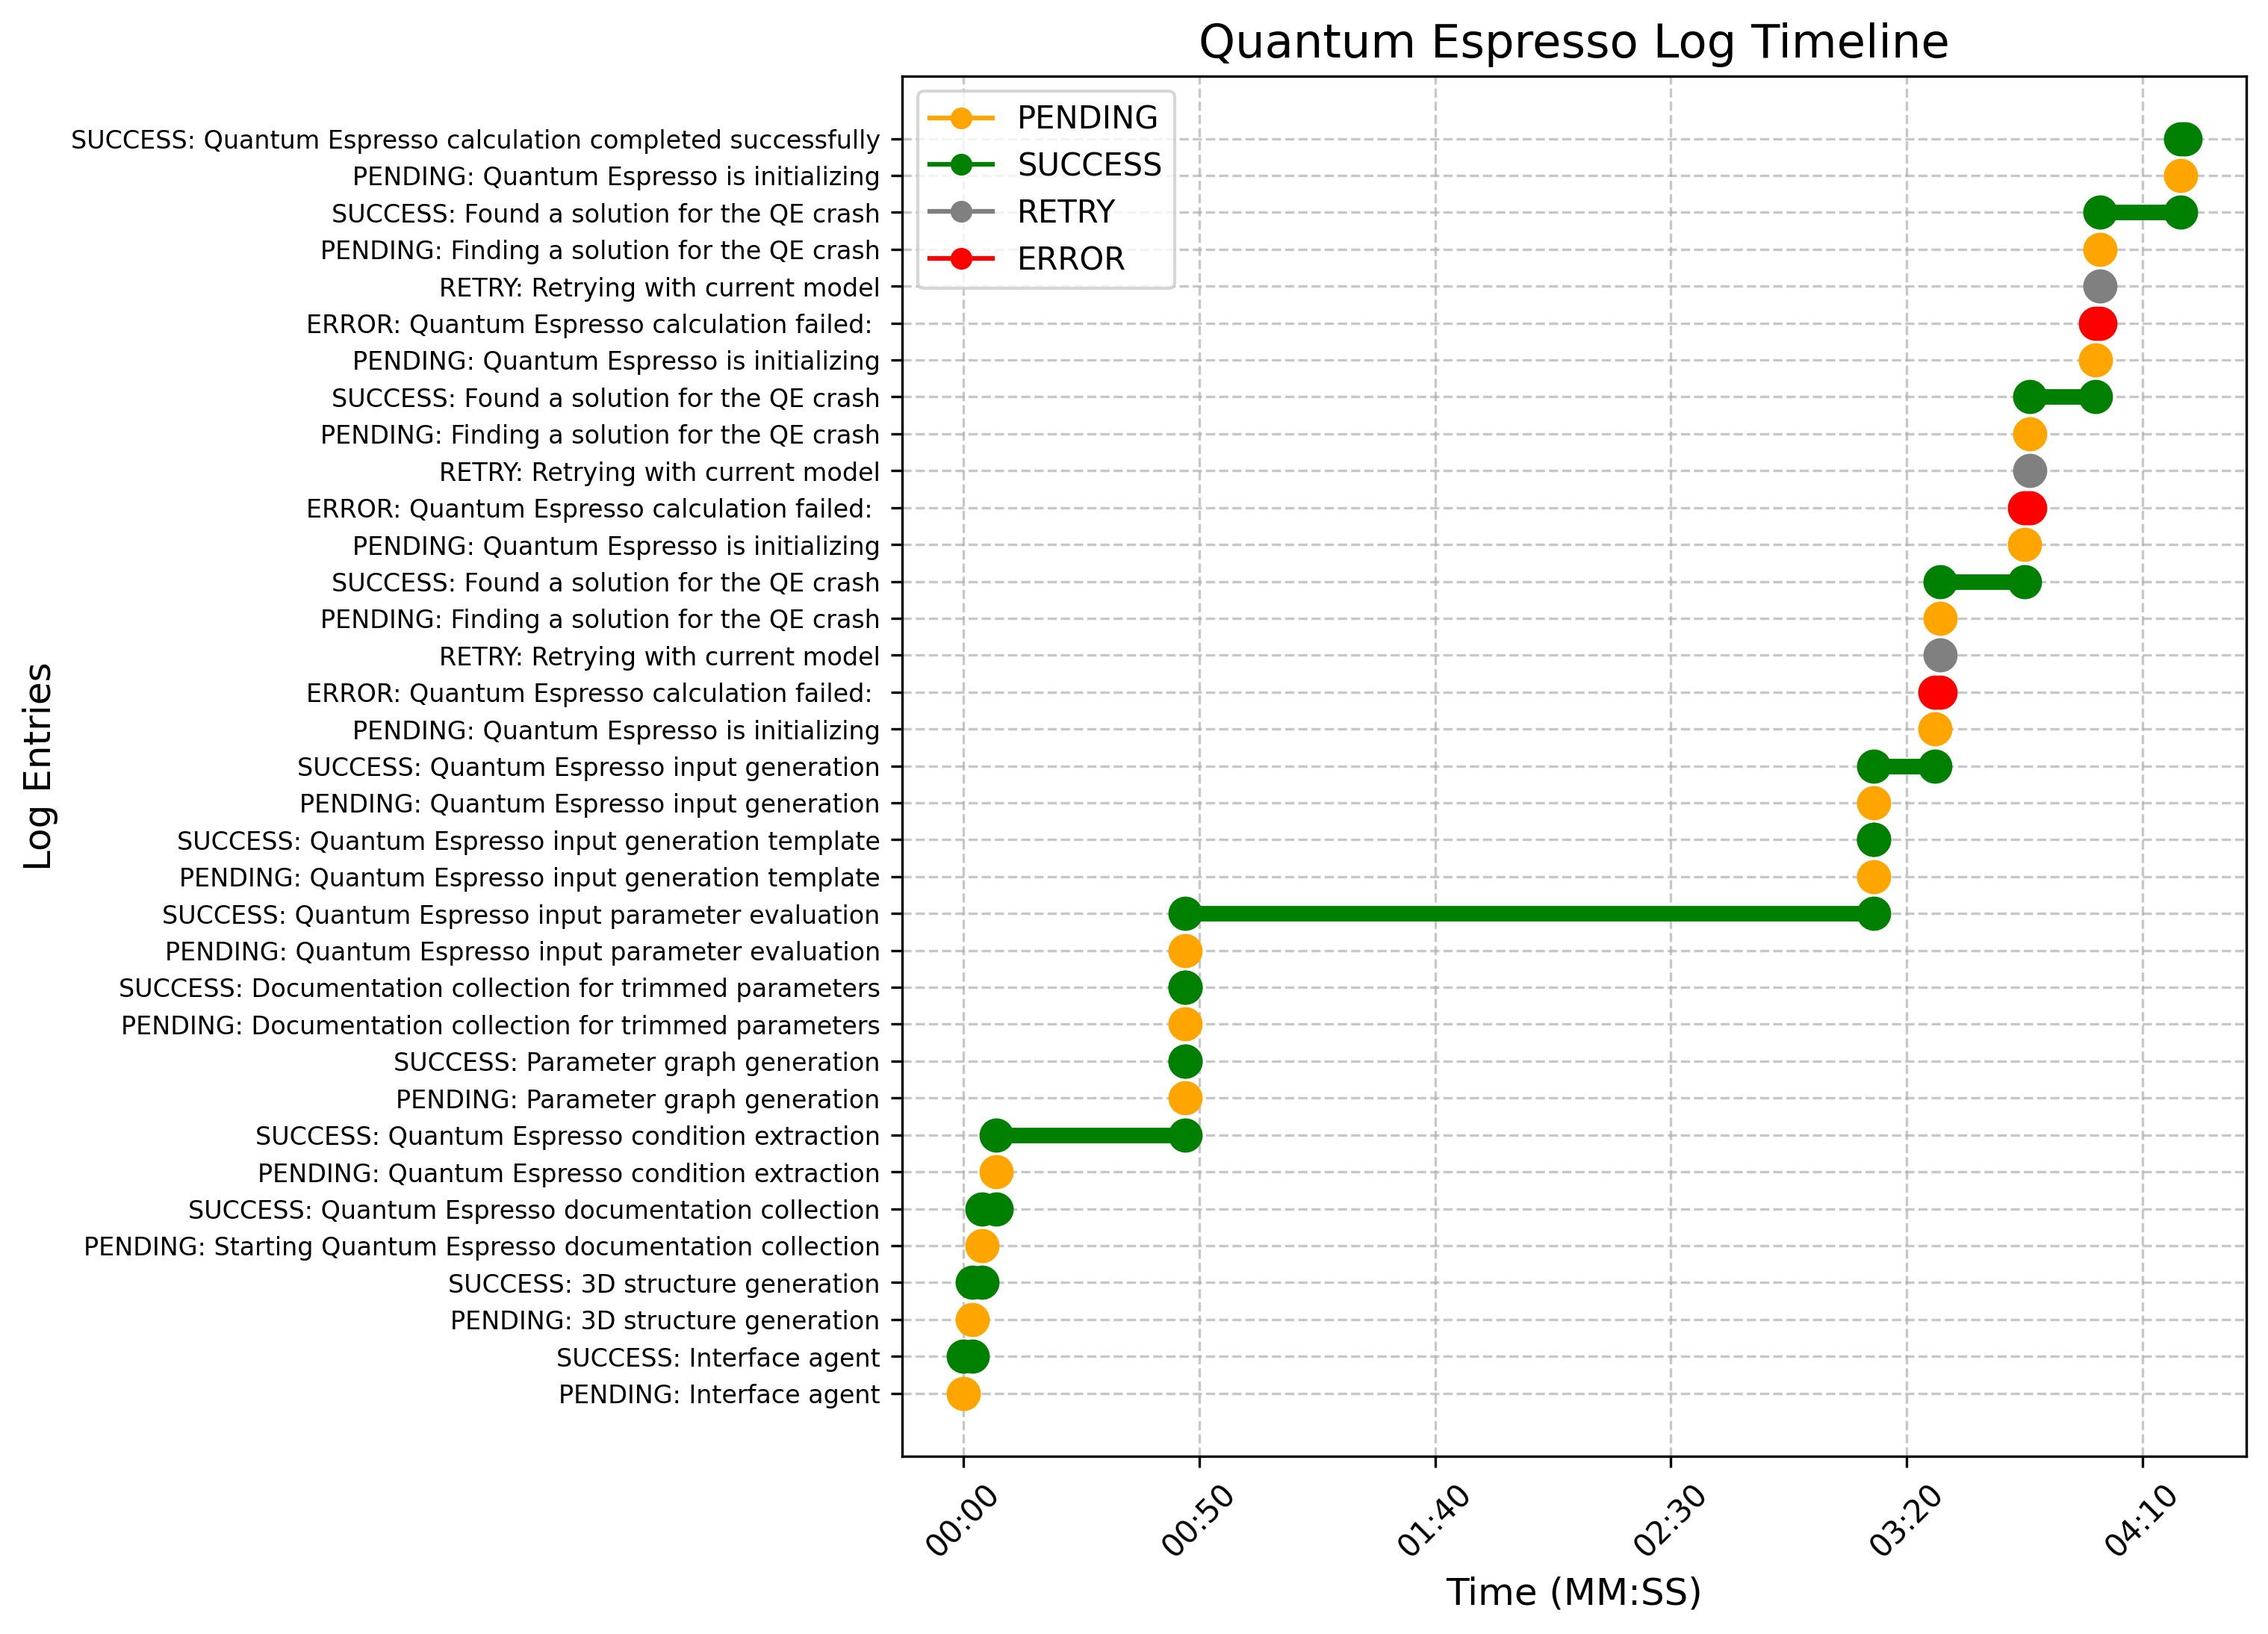 Quantum Espresso Log Timeline
PENDING
SUCCESS
RETRY
ERROR
SUCCESS: Quantum Espresso calculation completed successfully
PENDING: Quantum Espresso is initializing
SUCCESS: Found a solution for the QE crash
PENDING: Finding a solution for the QE crash
RETRY: Retrying with current model
ERROR: Quantum Espresso calculation failed:
PENDING: Quantum Espresso is initializing
SUCCESS: Found a solution for the QE crash
PENDING: Finding a solution for the QE crash
RETRY: Retrying with current model
ERROR: Quantum Espresso calculation failed:
PENDING: Quantum Espresso is initializing
SUCCESS: Found a solution for the QE crash
PENDING: Finding a solution for the QE crash
RETRY: Retrying with current model
ERROR: Quantum Espresso calculation failed:
PENDING: Quantum Espresso is initializing
SUCCESS: Quantum Espresso input generation
PENDING: Quantum Espresso input generation
SUCCESS: Quantum Espresso input generation template
PENDING: Quantum Espresso input generation template
SUCCESS: Quantum Espresso input parameter evaluation
PENDING: Quantum Espresso input parameter evaluation
SUCCESS: Documentation collection for trimmed parameters
PENDING: Documentation collection for trimmed parameters
SUCCESS: Parameter graph generation
PENDING: Parameter graph generation
SUCCESS: Quantum Espresso condition extraction
PENDING: Quantum Espresso condition extraction
SUCCESS: Quantum Espresso documentation collection
PENDING: Starting Quantum Espresso documentation collection
SUCCESS: 3D structure generation
PENDING: 3D structure generation
SUCCESS: Interface agent
PENDING: Interface agent
Log Entries
00:00
00:50
01:40
02:30
03:20
04:10
Time (MM:SS)